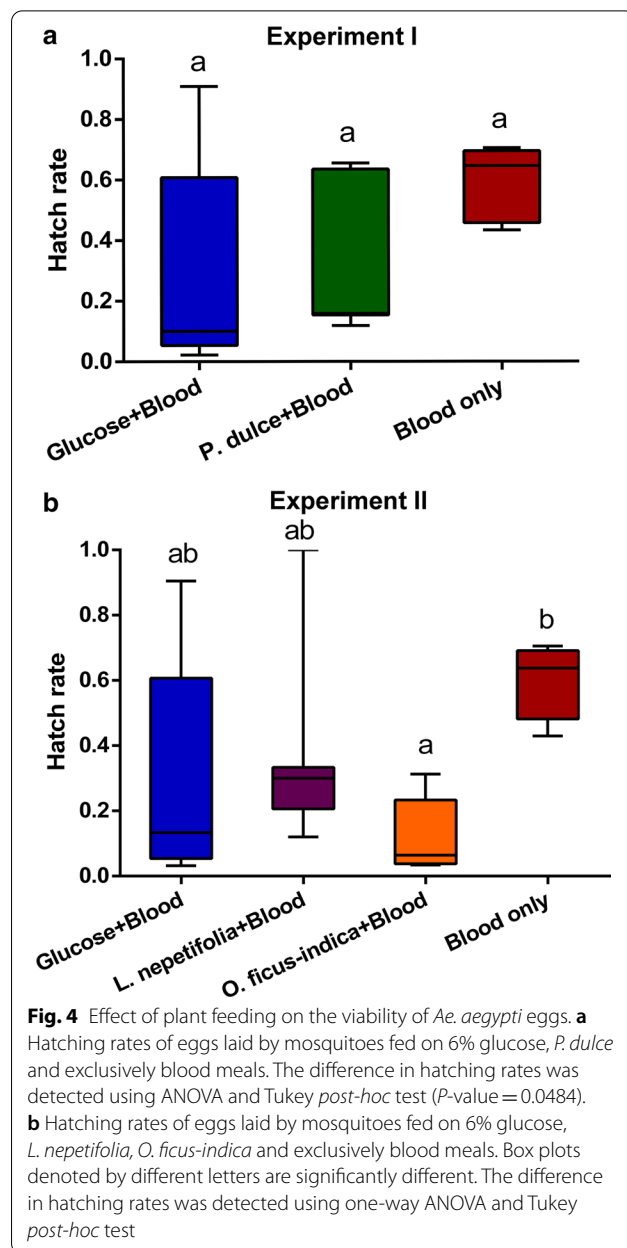 a
Experiment I
1.0
0.8
0.6
0.4
0.2
0.0
Hatch rate
a
a
a
Glucose+Blood
P. dulce+Blood
Blood only
b
Experiment II
1.0
0.8
0.6
0.4
0.2
0.0
Hatch rate
ab
ab
a
b
Glucose+Blood
L. nepetifolia+Blood
O. ficus-indica+Blood
Blood only
Fig. 4 Effect of plant feeding on the viability of Ae. aegypti eggs. a
Hatching rates of eggs laid by mosquitoes fed on 6% glucose, P. dulce
and exclusively blood meals. The difference in hatching rates was
detected using ANOVA and Tukey post-hoc test (P-value = 0.0484).
b Hatching rates of eggs laid by mosquitoes fed on 6% glucose,
L. nepetifolia, O. ficus-indica and exclusively blood meals. Box plots
denoted by different letters are significantly different. The difference
in hatching rates was detected using one-way ANOVA and Tukey
post-hoc test